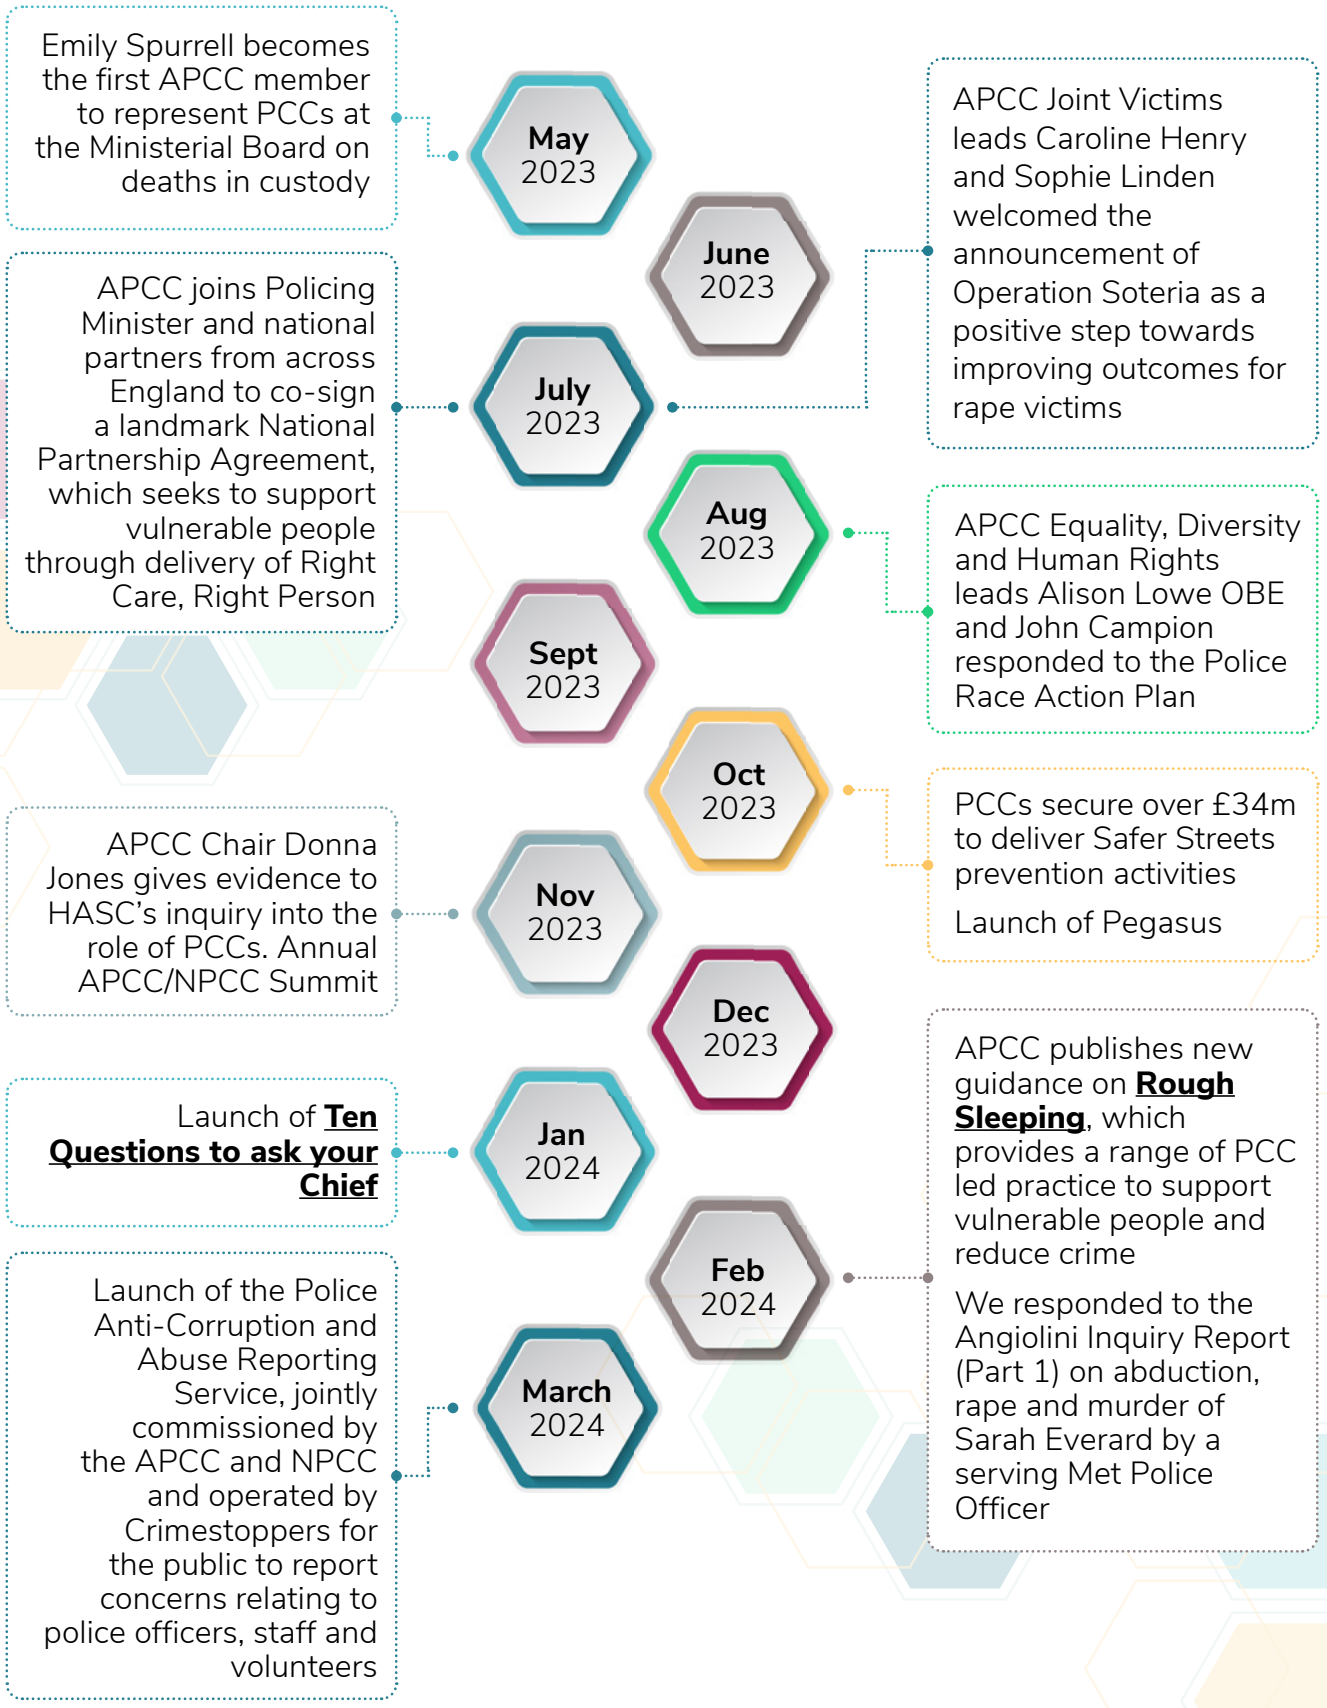 Emily Spurrell becomes
the first APCC member
to represent PCCs at
the Ministerial Board on
deaths in custody
May
2023
APCC Joint Victims
leads Caroline Henry
and Sophie Linden
welcomed the
announcement of
Operation Soteria as a
positive step towards
improving outcomes for
rape victims
June
2023
APCC joins Policing
Minister and national
partners from across
England to co-sign
a landmark National
Partnership Agreement,
which seeks to support
vulnerable people
through delivery of Right
Care, Right Person
July
2023
Aug
2023
APCC Equality, Diversity
and Human Rights
leads Alison Lowe OBE
and John Campion
responded to the Police
Race Action Plan
Sept
2023
Oct
2023
PCCs secure over £34m
to deliver Safer Streets
prevention activities
Launch of Pegasus
APCC Chair Donna
Jones gives evidence to
HASC’s inquiry into the
role of PCCs. Annual
APCC/NPCC Summit
Nov
2023
Dec
2023
Launch of Ten
Questions to ask your
Chief
Jan
2024
Feb
2024
APCC publishes new
guidance on Rough
Sleeping, which
provides a range of PCC
led practice to support
vulnerable people and
reduce crime
We responded to the
Angiolini Inquiry Report
(Part 1) on abduction,
rape and murder of
Sarah Everard by a
serving Met Police
Officer
Launch of the Police
Anti-Corruption and
Abuse Reporting
Service, jointly
commissioned by
the APCC and NPCC
and operated by
Crimestoppers for
the public to report
concerns relating to
police officers, staff and
volunteers
March
2024